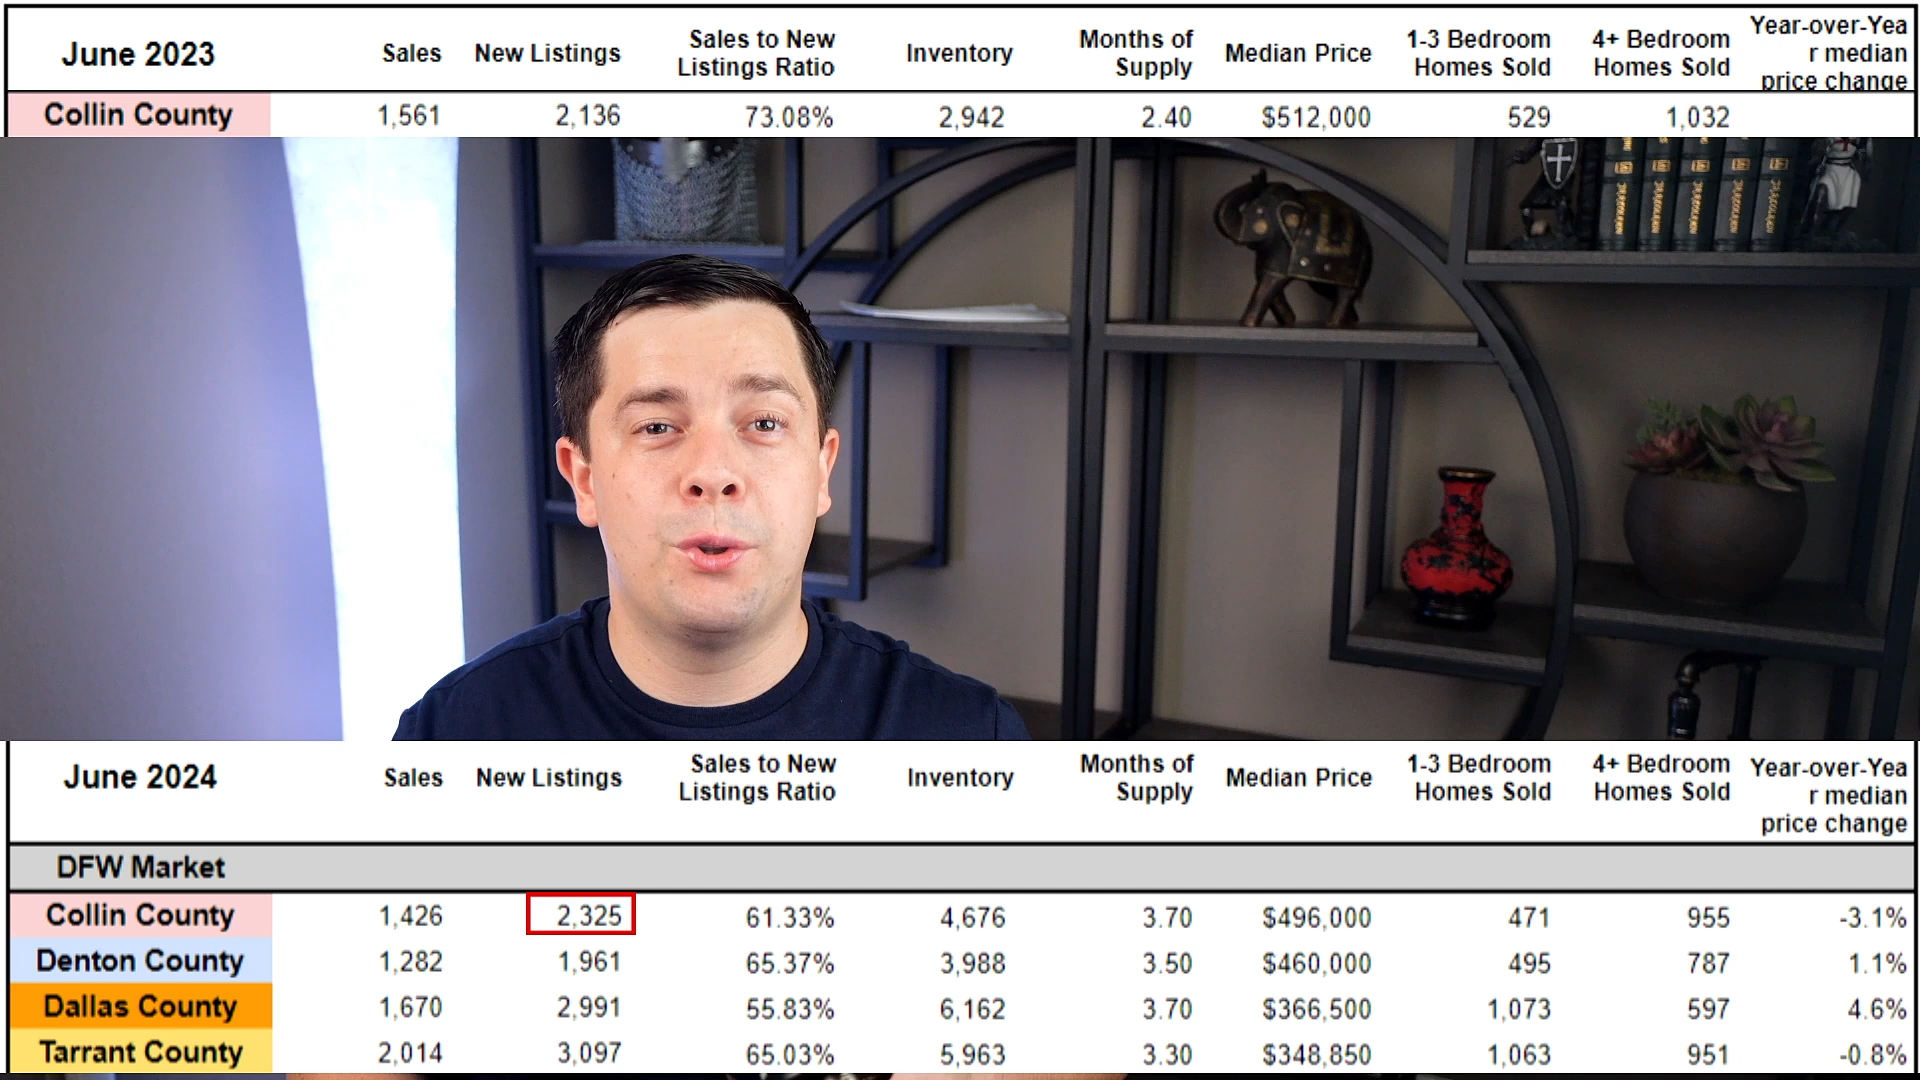 June 2023 Sales New Listings Sales to New Listings Ratio Inventory Months of Supply Median Price 1-3 Bedroom Homes Sold 4+ Bedroom Homes Sold Year-over-Yea r median price change
Collin County 1,561 2,136 73.08% 2,942 2.40 $512,000 529 1,032
June 2024 Sales New Listings Sales to New Listings Ratio Inventory Months of Supply Median Price 1-3 Bedroom Homes Sold 4+ Bedroom Homes Sold Year-over-Yea r median price change
DFW Market
Collin County 1,426 2,325 61.33% 4,676 3.70 $496,000 471 955 -3.1%
Denton County 1,282 1,961 65.37% 3,988 3.50 $460,000 495 787 1.1%
Dallas County 1,670 2,991 55.83% 6,162 3.70 $366,500 1,073 597 4.6%
Tarrant County 2,014 3,097 65.03% 5,963 3.30 $348,850 1,063 951 -0.8%